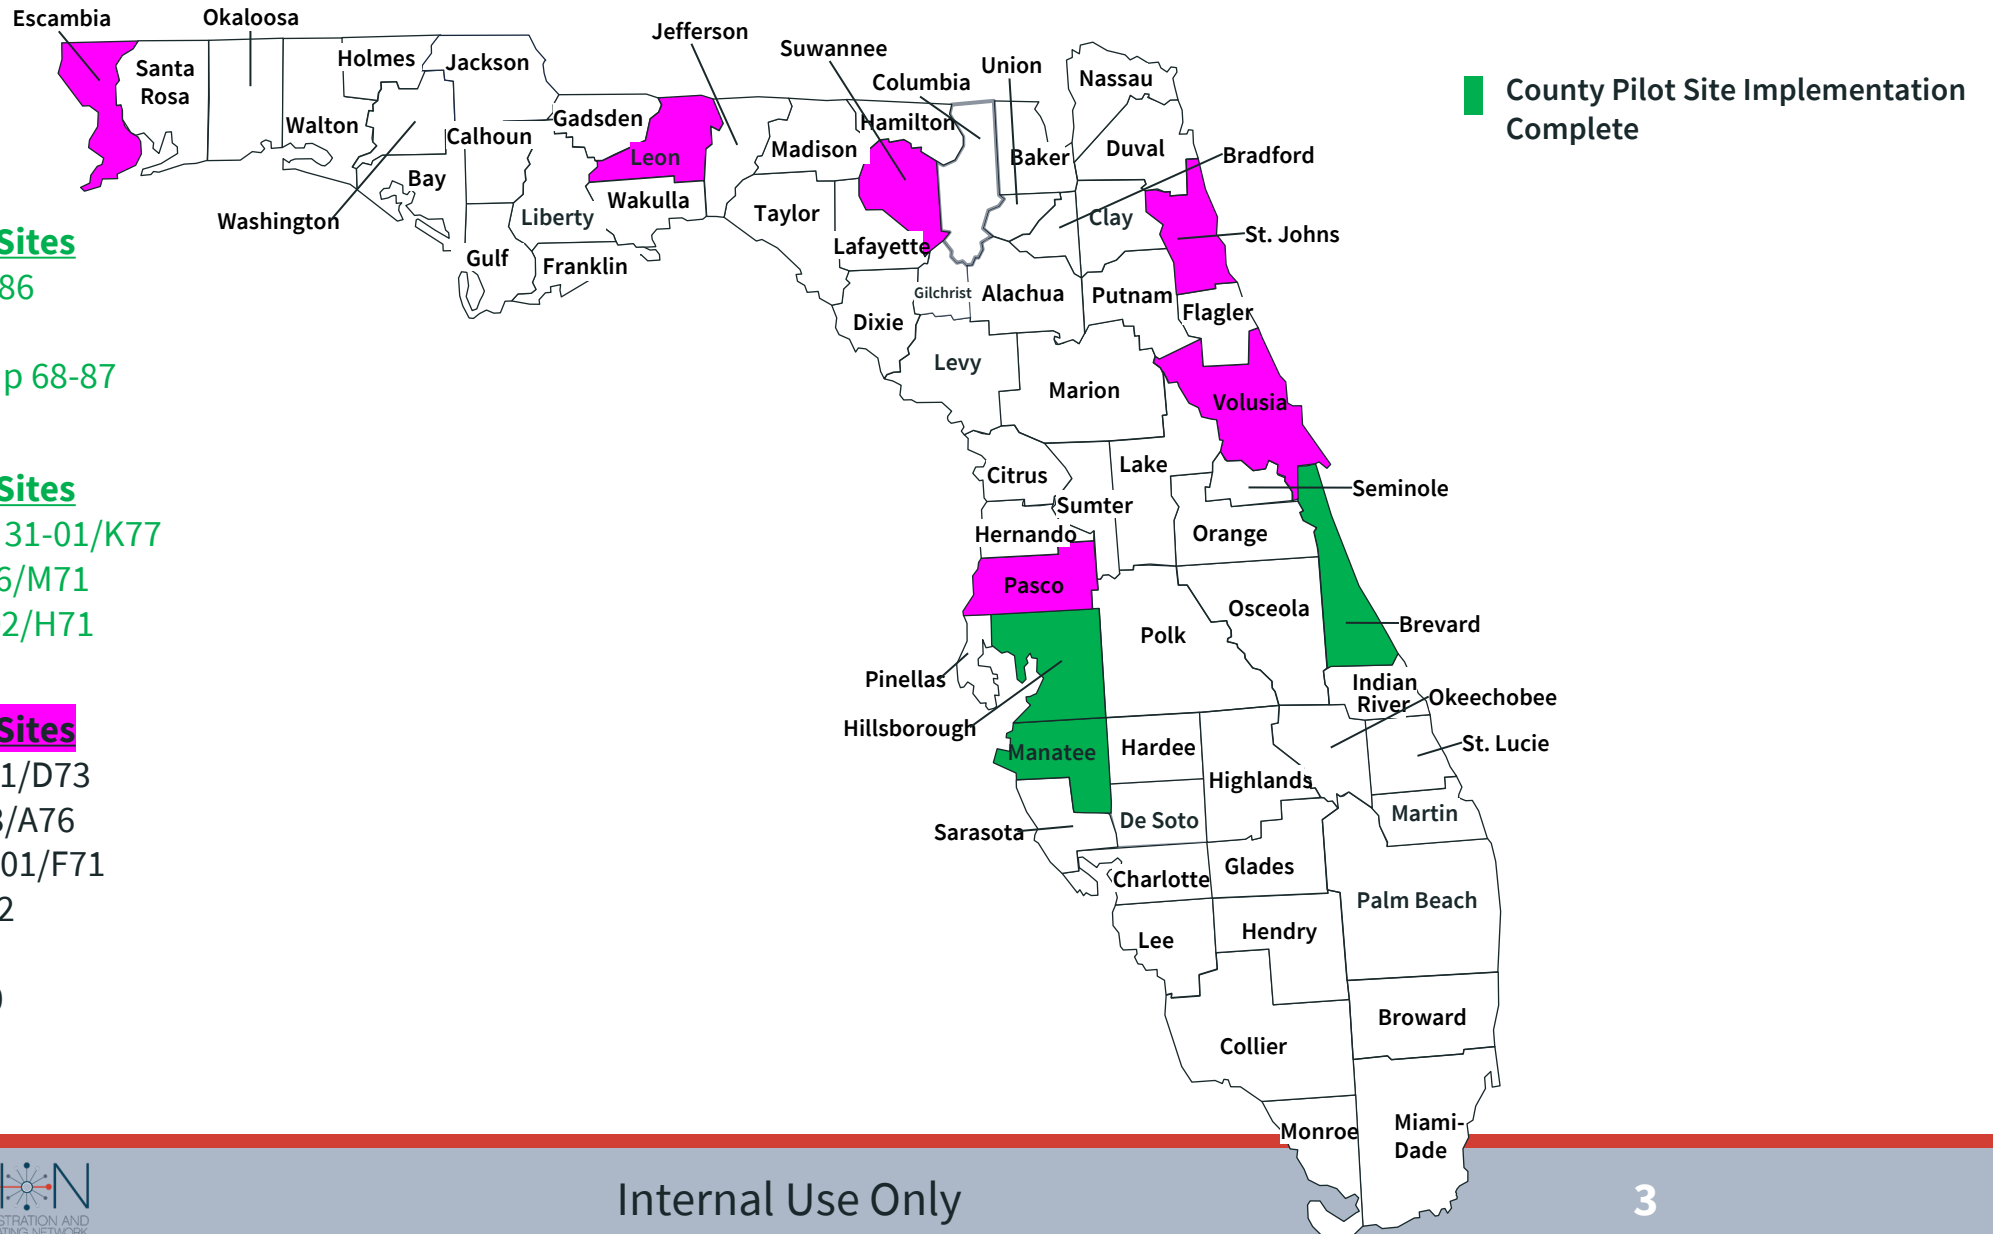 Escambia
Okaloosa
Santa
Rosa
Holmes
Jackson
Walton
Washington
Bay
Calhoun
Gulf
Liberty
Franklin
Gadsden
Leon
Wakulla
Jefferson
Madison
Taylor
Suwannee
Hamilton
Lafayette
Columbia
Union
Baker
Nassau
Duval
Bradford
Clay
St. Johns
Gilchrist
Alachua
Putnam
Flagler
Dixie
Levy
Marion
Volusia
Citrus
Lake
Sumter
Seminole
Hernando
Orange
Pasco
Osceola
Polk
Brevard
Pinellas
Hillsborough
Indian
River
Okeechobee
Manatee
Hardee
Highlands
St. Lucie
Sarasota
De Soto
Martin
Charlotte
Glades
Palm Beach
Lee
Hendry
Broward
Collier
Monroe
Miami-
Dade
County Pilot Site Implementation
Complete
Sites
86
p 68-87
Sites
31-01/K77
6/M71
2/H71
Sites
1/D73
/A76
01/F71
2
Internal Use Only
3